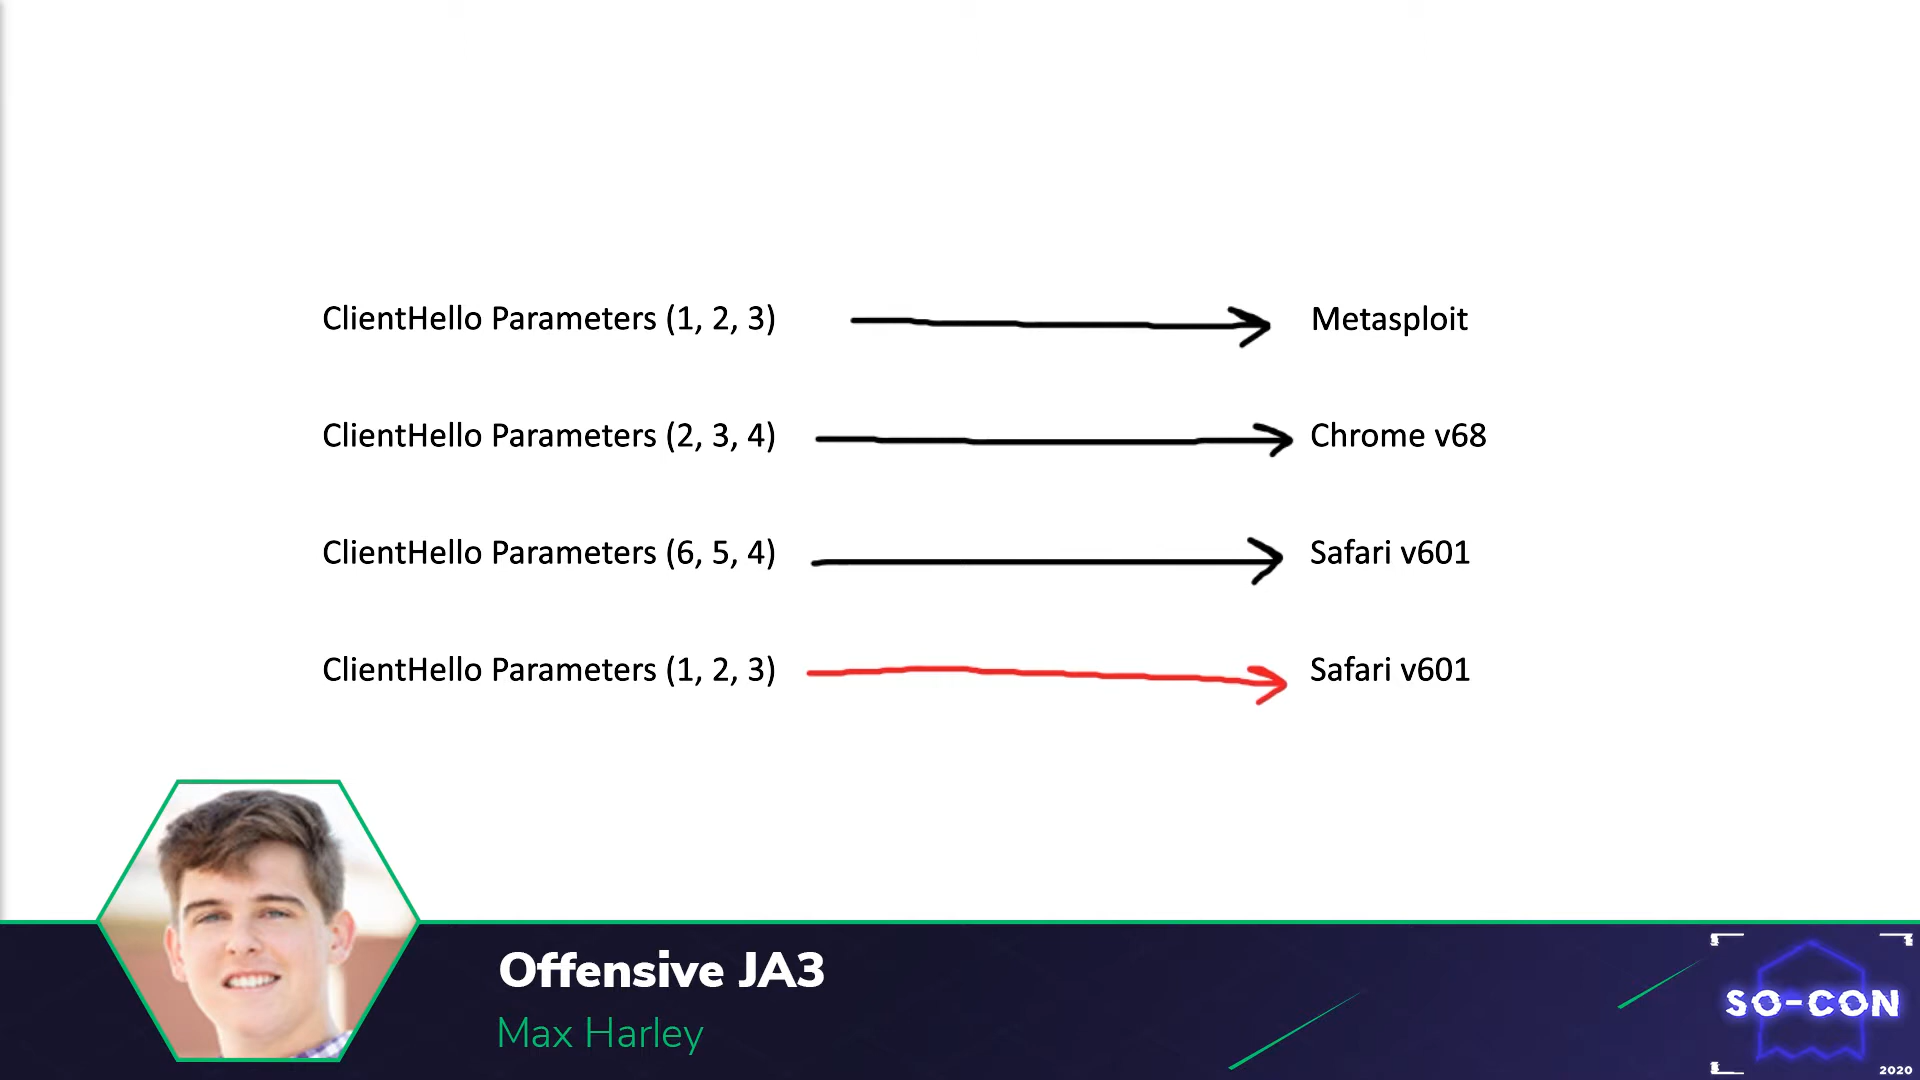 ClientHello Parameters (1, 2, 3) Metasploit
ClientHello Parameters (2, 3, 4) Chrome v68
ClientHello Parameters (6, 5, 4) Safari v601
ClientHello Parameters (1, 2, 3) Safari v601
Offensive JA3
Max Harley
SO-CON
2020